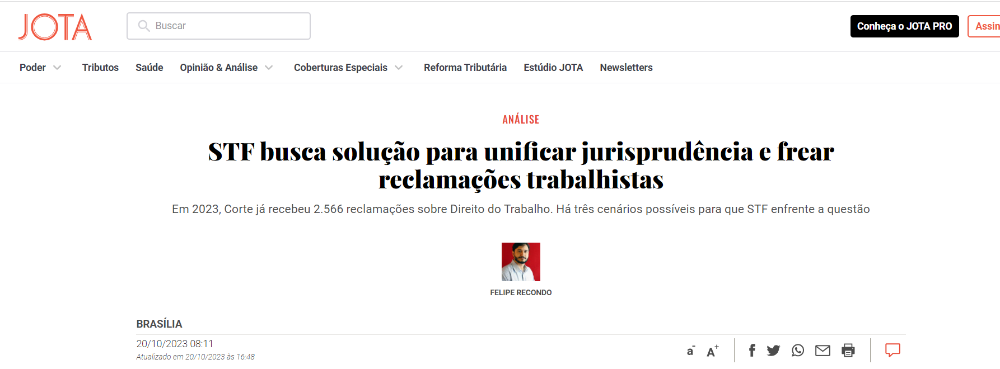 JOTA
Buscar
Conheça o JOTA PRO
Assin
Poder
Tributos
Saúde
Opinião & Análise
Coberturas Especiais
Reforma Tributária
Estúdio JOTA
Newsletters
ANÁLISE
STF busca solução para unificar jurisprudência e frear
reclamações trabalhistas
Em 2023, Corte já recebeu 2.566 reclamações sobre Direito do Trabalho. Há três cenários possíveis para que STF enfrente a questão
FELIPE RECONDO
BRASÍLIA
20/10/2023 08:11
Atualizado em 20/10/2023 às 16:48
a-
A+